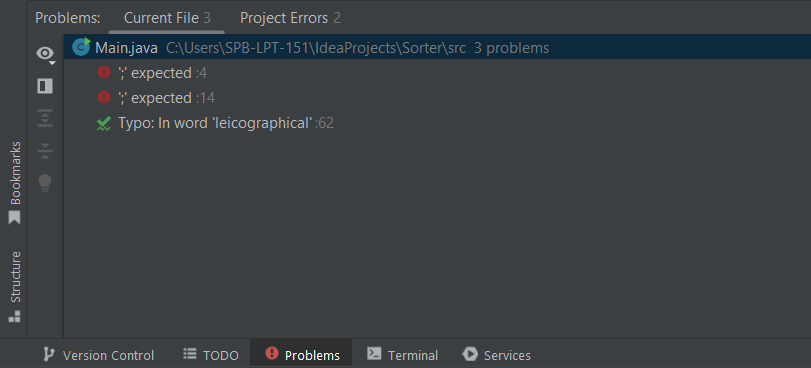 Problems: Current File 3 Project Errors 2
Main.java C:\Users\SPB-LPT-151\IdeaProjects\Sorter\src 3 problems
';' expected :4
';' expected :14
Typo: In word 'leicographical' :62
Bookmarks
Structure
Version Control TODO Problems Terminal Services